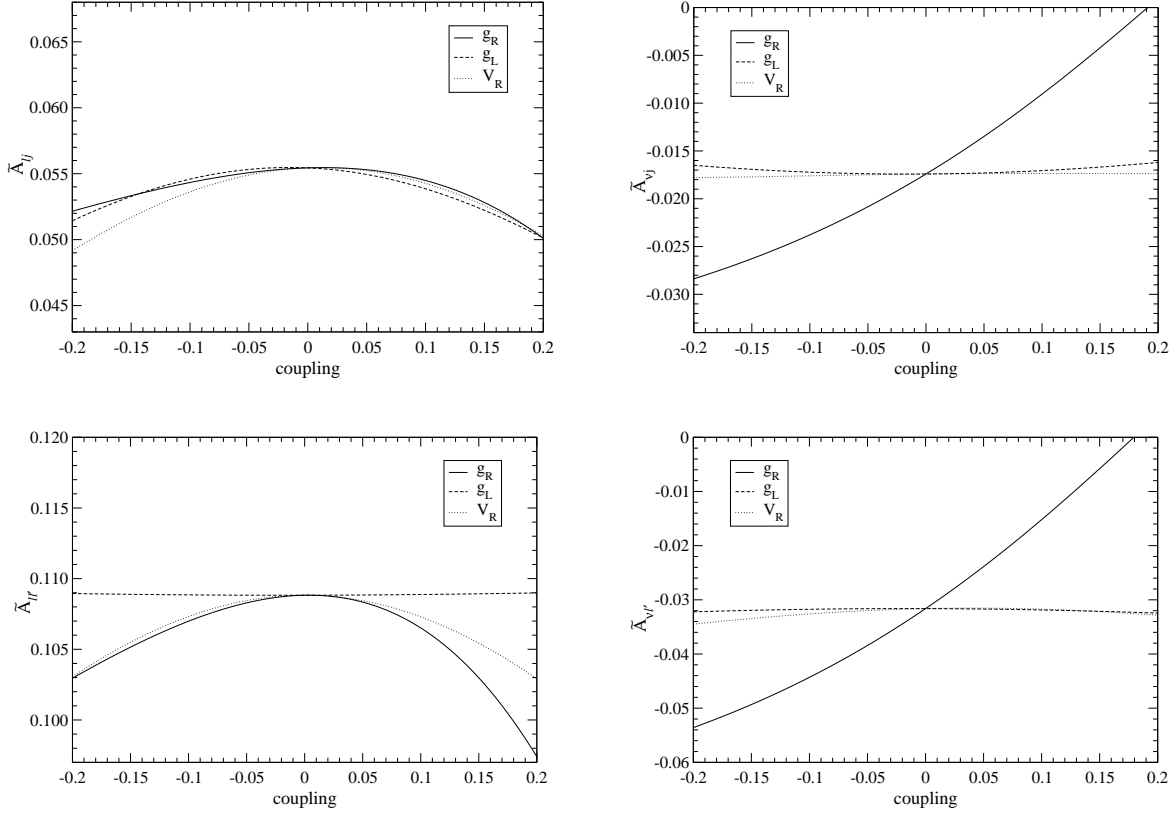 0.065
0.060
0.055
0.050
0.045
Ã_lj
g_R
g_L
V_R
-0.2 -0.15 -0.1 -0.05 0 0.05 0.1 0.15 0.2
coupling
0
-0.005
-0.010
-0.015
-0.020
-0.025
-0.030
Ã_νj
g_R
g_L
V_R
-0.2 -0.15 -0.1 -0.05 0 0.05 0.1 0.15 0.2
coupling
0.120
0.115
0.110
0.105
0.100
Ã_ll'
g_R
g_L
V_R
-0.2 -0.15 -0.1 -0.05 0 0.05 0.1 0.15 0.2
coupling
0
-0.01
-0.02
-0.03
-0.04
-0.05
-0.06
Ã_νl'
g_R
g_L
V_R
-0.2 -0.15 -0.1 -0.05 0 0.05 0.1 0.15 0.2
coupling